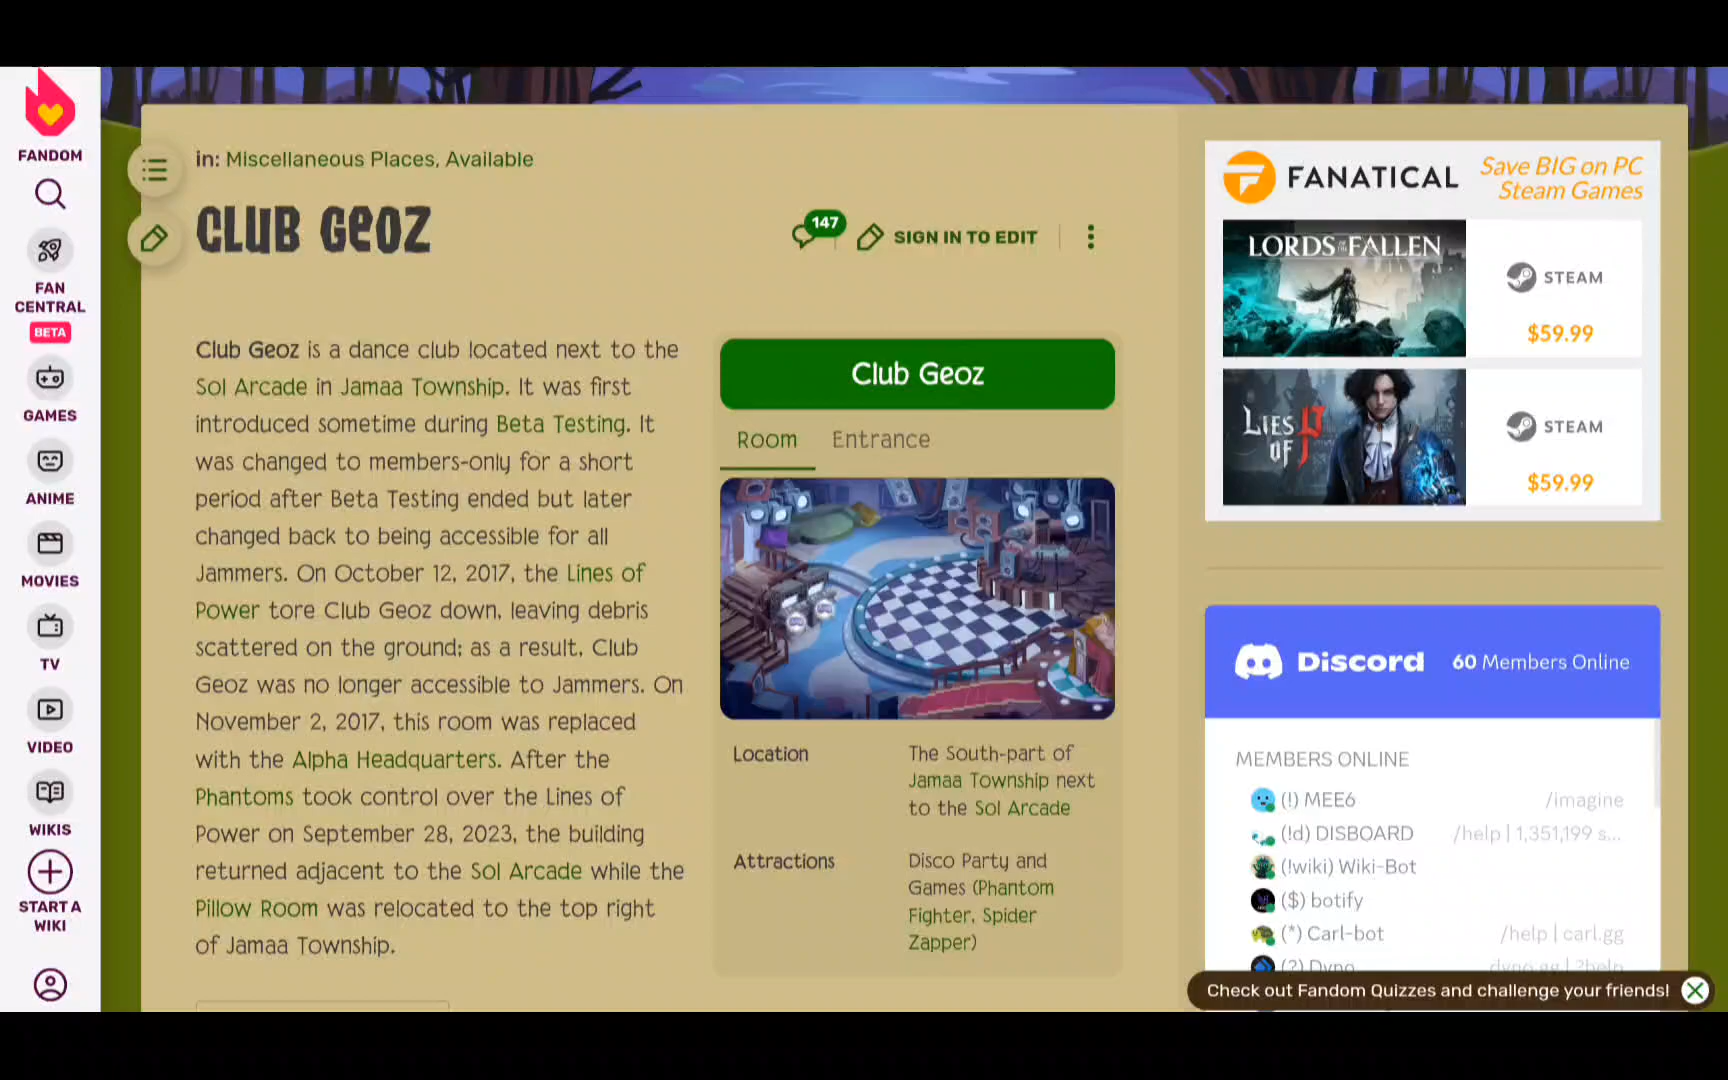 FANDOM
FAN
CENTRAL
BETA
GAMES
ANIME
MOVIES
TV
VIDEO
WIKIS
START A
WIKI
in: Miscellaneous Places, Available
CLUB GEOZ
147
SIGN IN TO EDIT
Club Geoz is a dance club located next to the
Sol Arcade in Jamaa Township. It was first
introduced sometime during Beta Testing. It
was changed to members-only for a short
period after Beta Testing ended but later
changed back to being accessible for all
Jammers. On October 12, 2017, the Lines of
Power tore Club Geoz down, leaving debris
scattered on the ground; as a result, Club
Geoz was no longer accessible to Jammers. On
November 2, 2017, this room was replaced
with the Alpha Headquarters. After the
Phantoms took control over the Lines of
Power on September 28, 2023, the building
returned adjacent to the Sol Arcade while the
Pillow Room was relocated to the top right
of Jamaa Township.
Club Geoz
Room Entrance
Location
The South-part of
Jamaa Township next
to the Sol Arcade
Attractions
Disco Party and
Games (Phantom
Fighter, Spider
Zapper)
FANATICAL
Save BIG on PC
Steam Games
LORDS OF THE FALLEN
STEAM
$59.99
LIES OF P
STEAM
$59.99
Discord 60 Members Online
MEMBERS ONLINE
(!) MEE6 /imagine
(!d) DISBOARD /help | 1,351,199 s...
(!wiki) Wiki-Bot
($) botify
(*) Carl-bot /help | carl.gg
(?) Dyno dyno.gg | ?help
Check out Fandom Quizzes and challenge your friends!